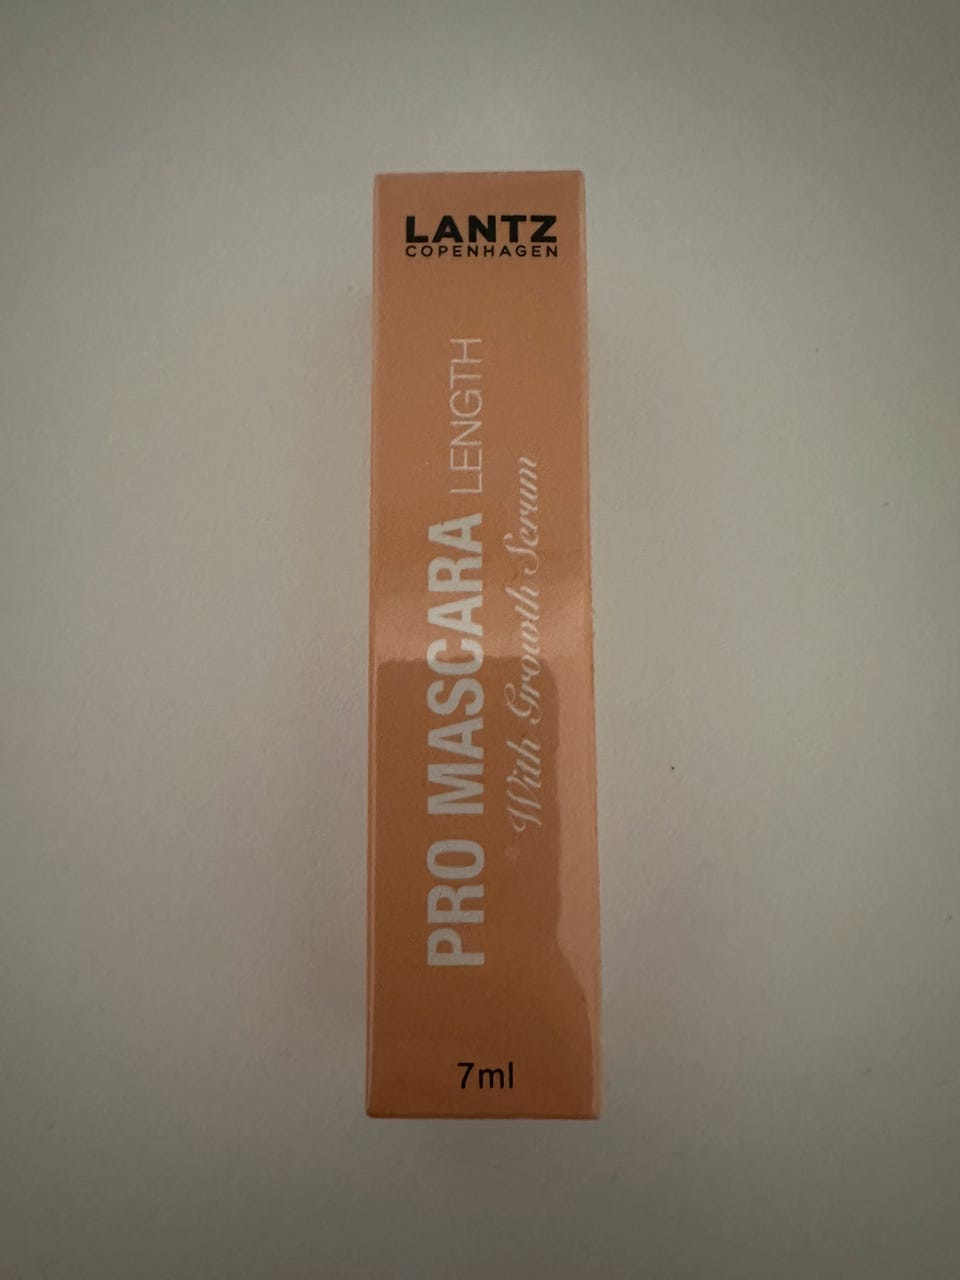 LANTZ
COPENHAGEN
PRO MASCARA LENGTH
With Growth Serum
7ml